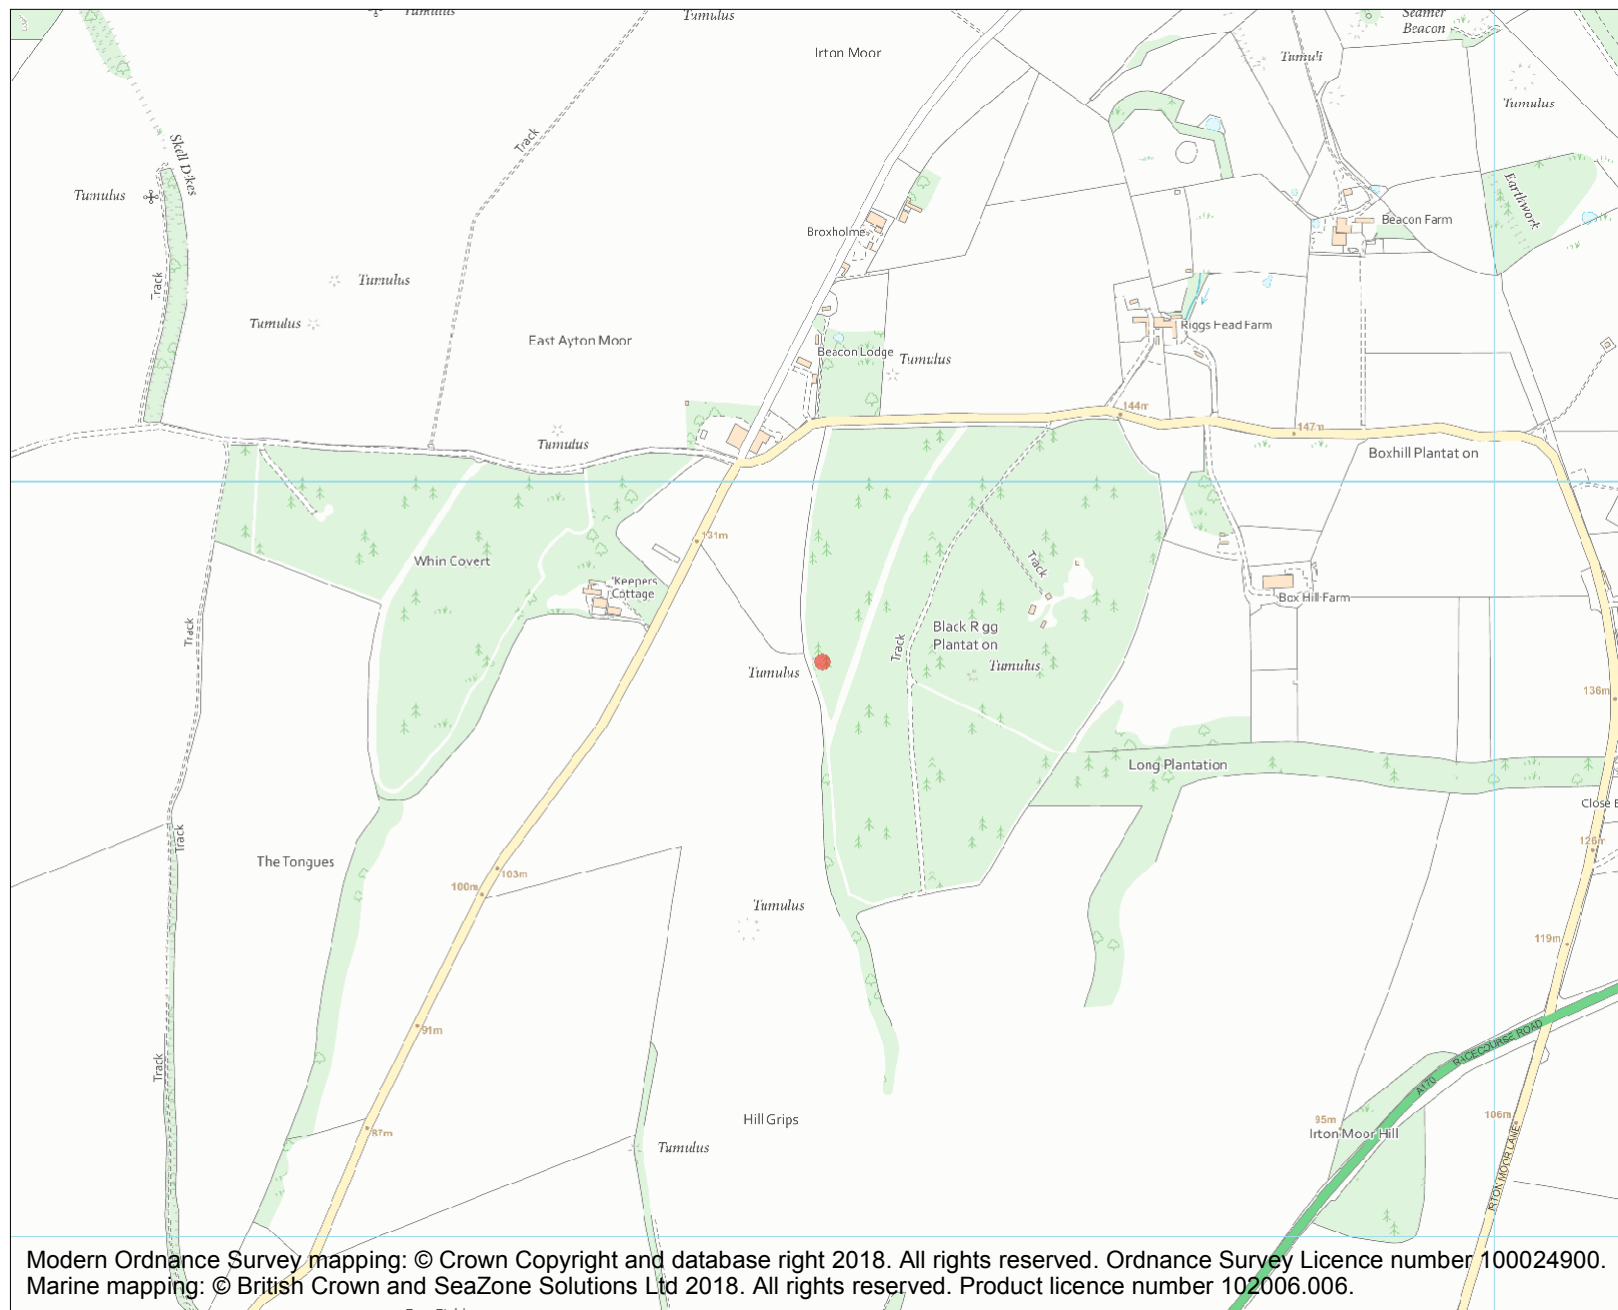 Tumulus
Tumulus
Seamer
Beacon
Irton Moor
Tumuli
Tumulus
Track
Skell Dikes
Tumulus
Earthwork
Beacon Farm
Broxholme
Track
Tumulus
Tumulus
East Ayton Moor
Riggs Head Farm
Beacon Lodge
Tumulus
144m
147m
Tumulus
Boxhill Plantation
131m
Whin Covert
Keepers
Cottage
Track
Box Hill Farm
Track
Black Rigg
Plantation
Track
Tumulus
Tumulus
136m
Long Plantation
Close
Track
126m
The Tongues
103m
100m
Tumulus
119m
91m
RACECOURSE ROAD
Track
A170
Hill Grips
95m
106m
87m
Irton Moor Hill
Tumulus
IRTON MOOR LANE
Modern Ordnance Survey mapping: © Crown Copyright and database right 2018. All rights reserved. Ordnance Survey Licence number 100024900.
Marine mapping: © British Crown and SeaZone Solutions Ltd 2018. All rights reserved. Product licence number 102006.006.